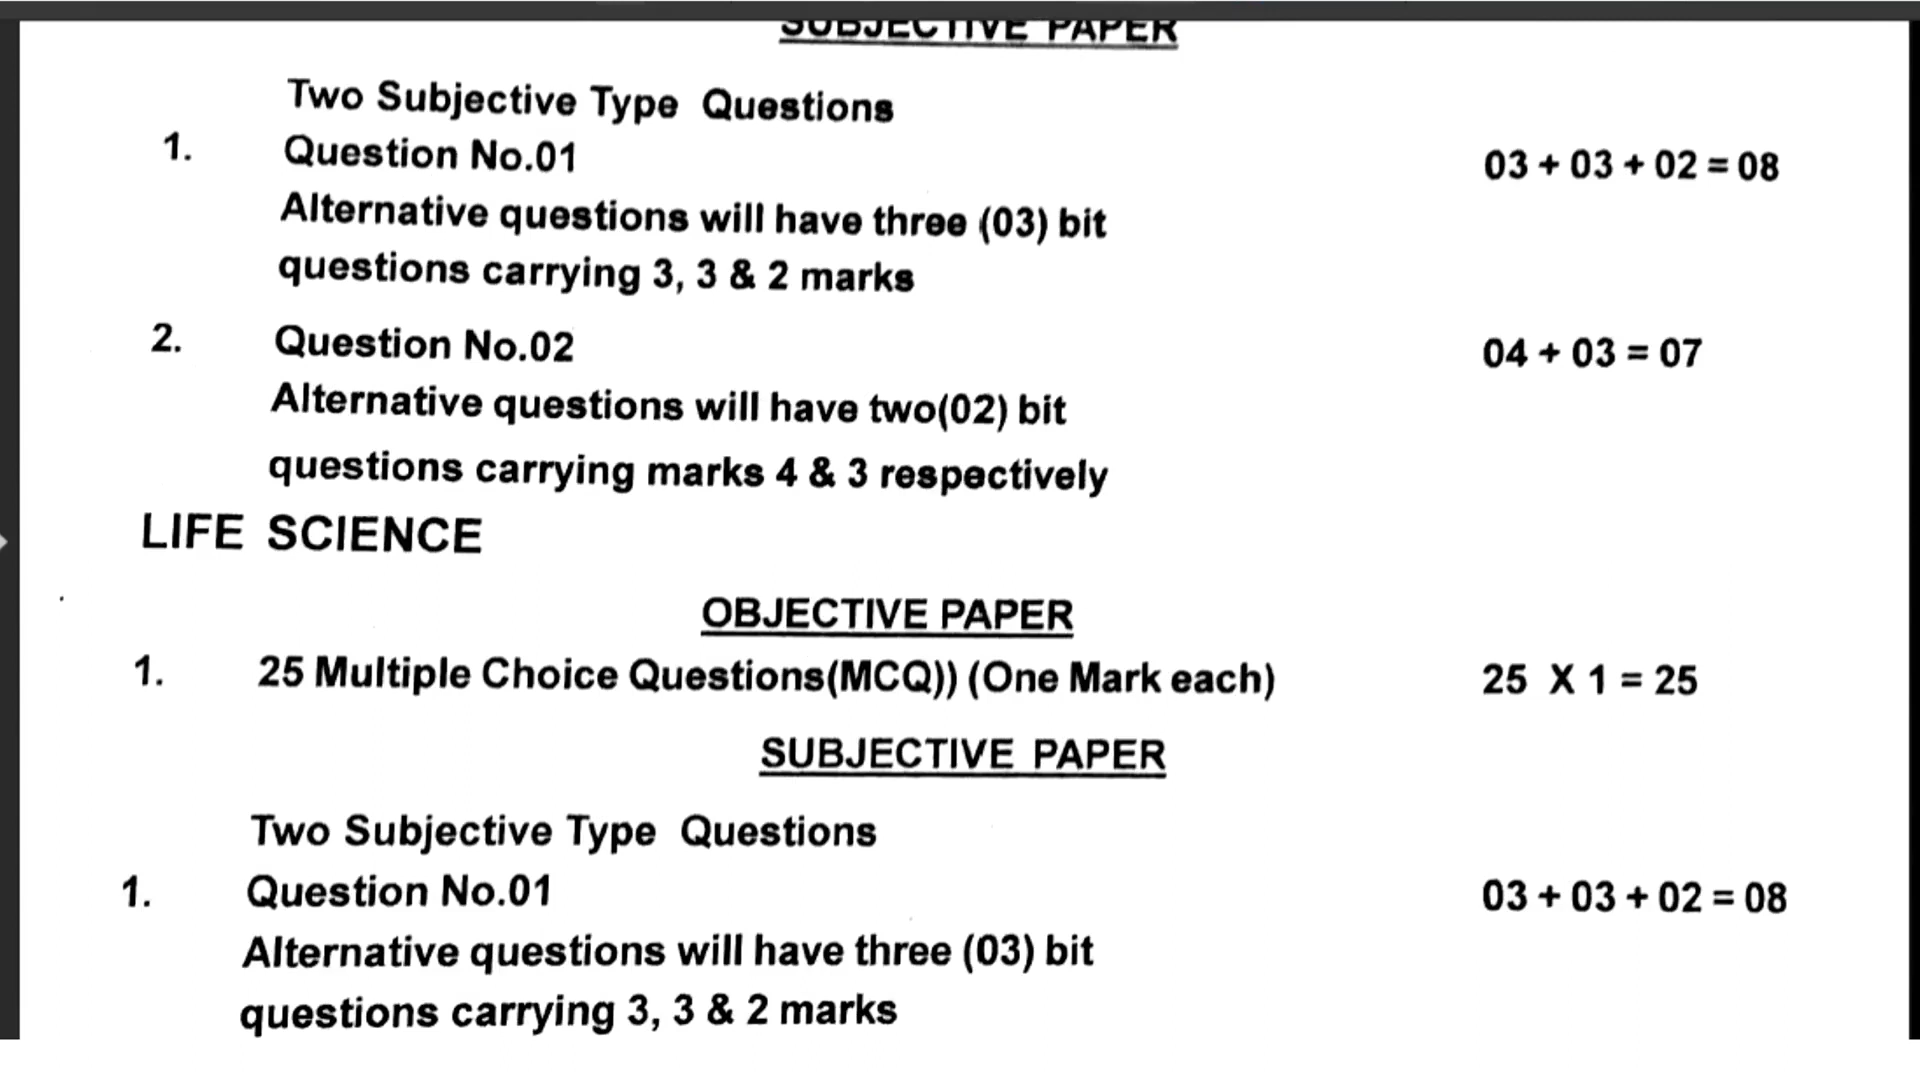 SUBJECTIVE PAPER
Two Subjective Type Questions
1. Question No.01 03 + 03 + 02 = 08
Alternative questions will have three (03) bit
questions carrying 3, 3 & 2 marks
2. Question No.02 04 + 03 = 07
Alternative questions will have two(02) bit
questions carrying marks 4 & 3 respectively
LIFE SCIENCE
OBJECTIVE PAPER
1. 25 Multiple Choice Questions(MCQ)) (One Mark each) 25 X 1 = 25
SUBJECTIVE PAPER
Two Subjective Type Questions
1. Question No.01 03 + 03 + 02 = 08
Alternative questions will have three (03) bit
questions carrying 3, 3 & 2 marks